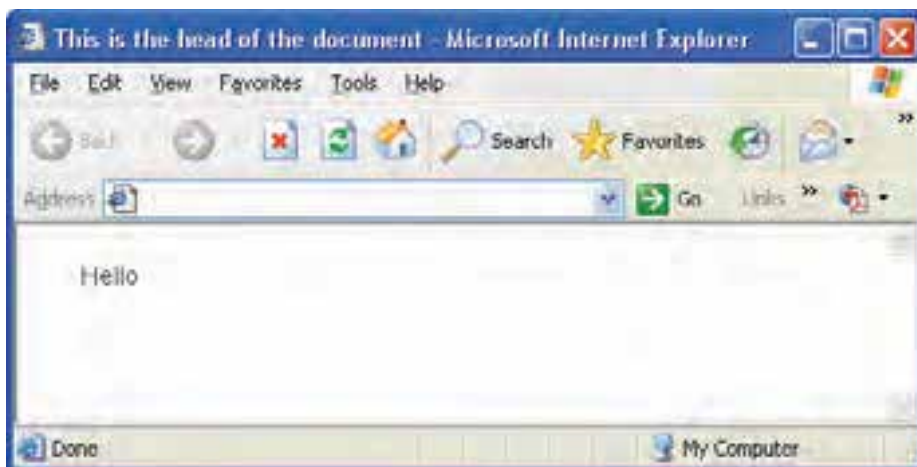 This is the head of the document - Microsoft Internet Explorer
File Edit View Favorites Tools Help
Back Search Favorites »
Address Go Links »
Hello
Done My Computer